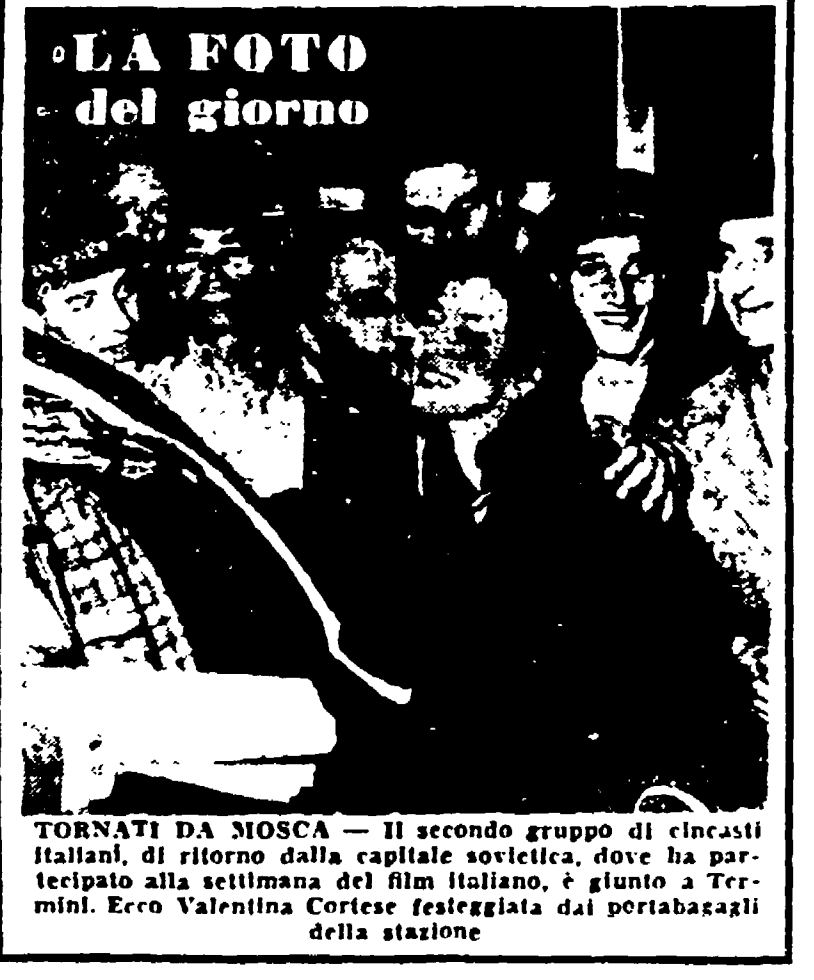 LA FOTO
del giorno
TORNATI DA MOSCA — Il secondo gruppo di cineasti
italiani, di ritorno dalla capitale sovietica, dove ha par-
tecipato alla settimana del film italiano, è giunto a Ter-
mini. Ecco Valentina Cortese festeggiata dai portabagagli
della stazione